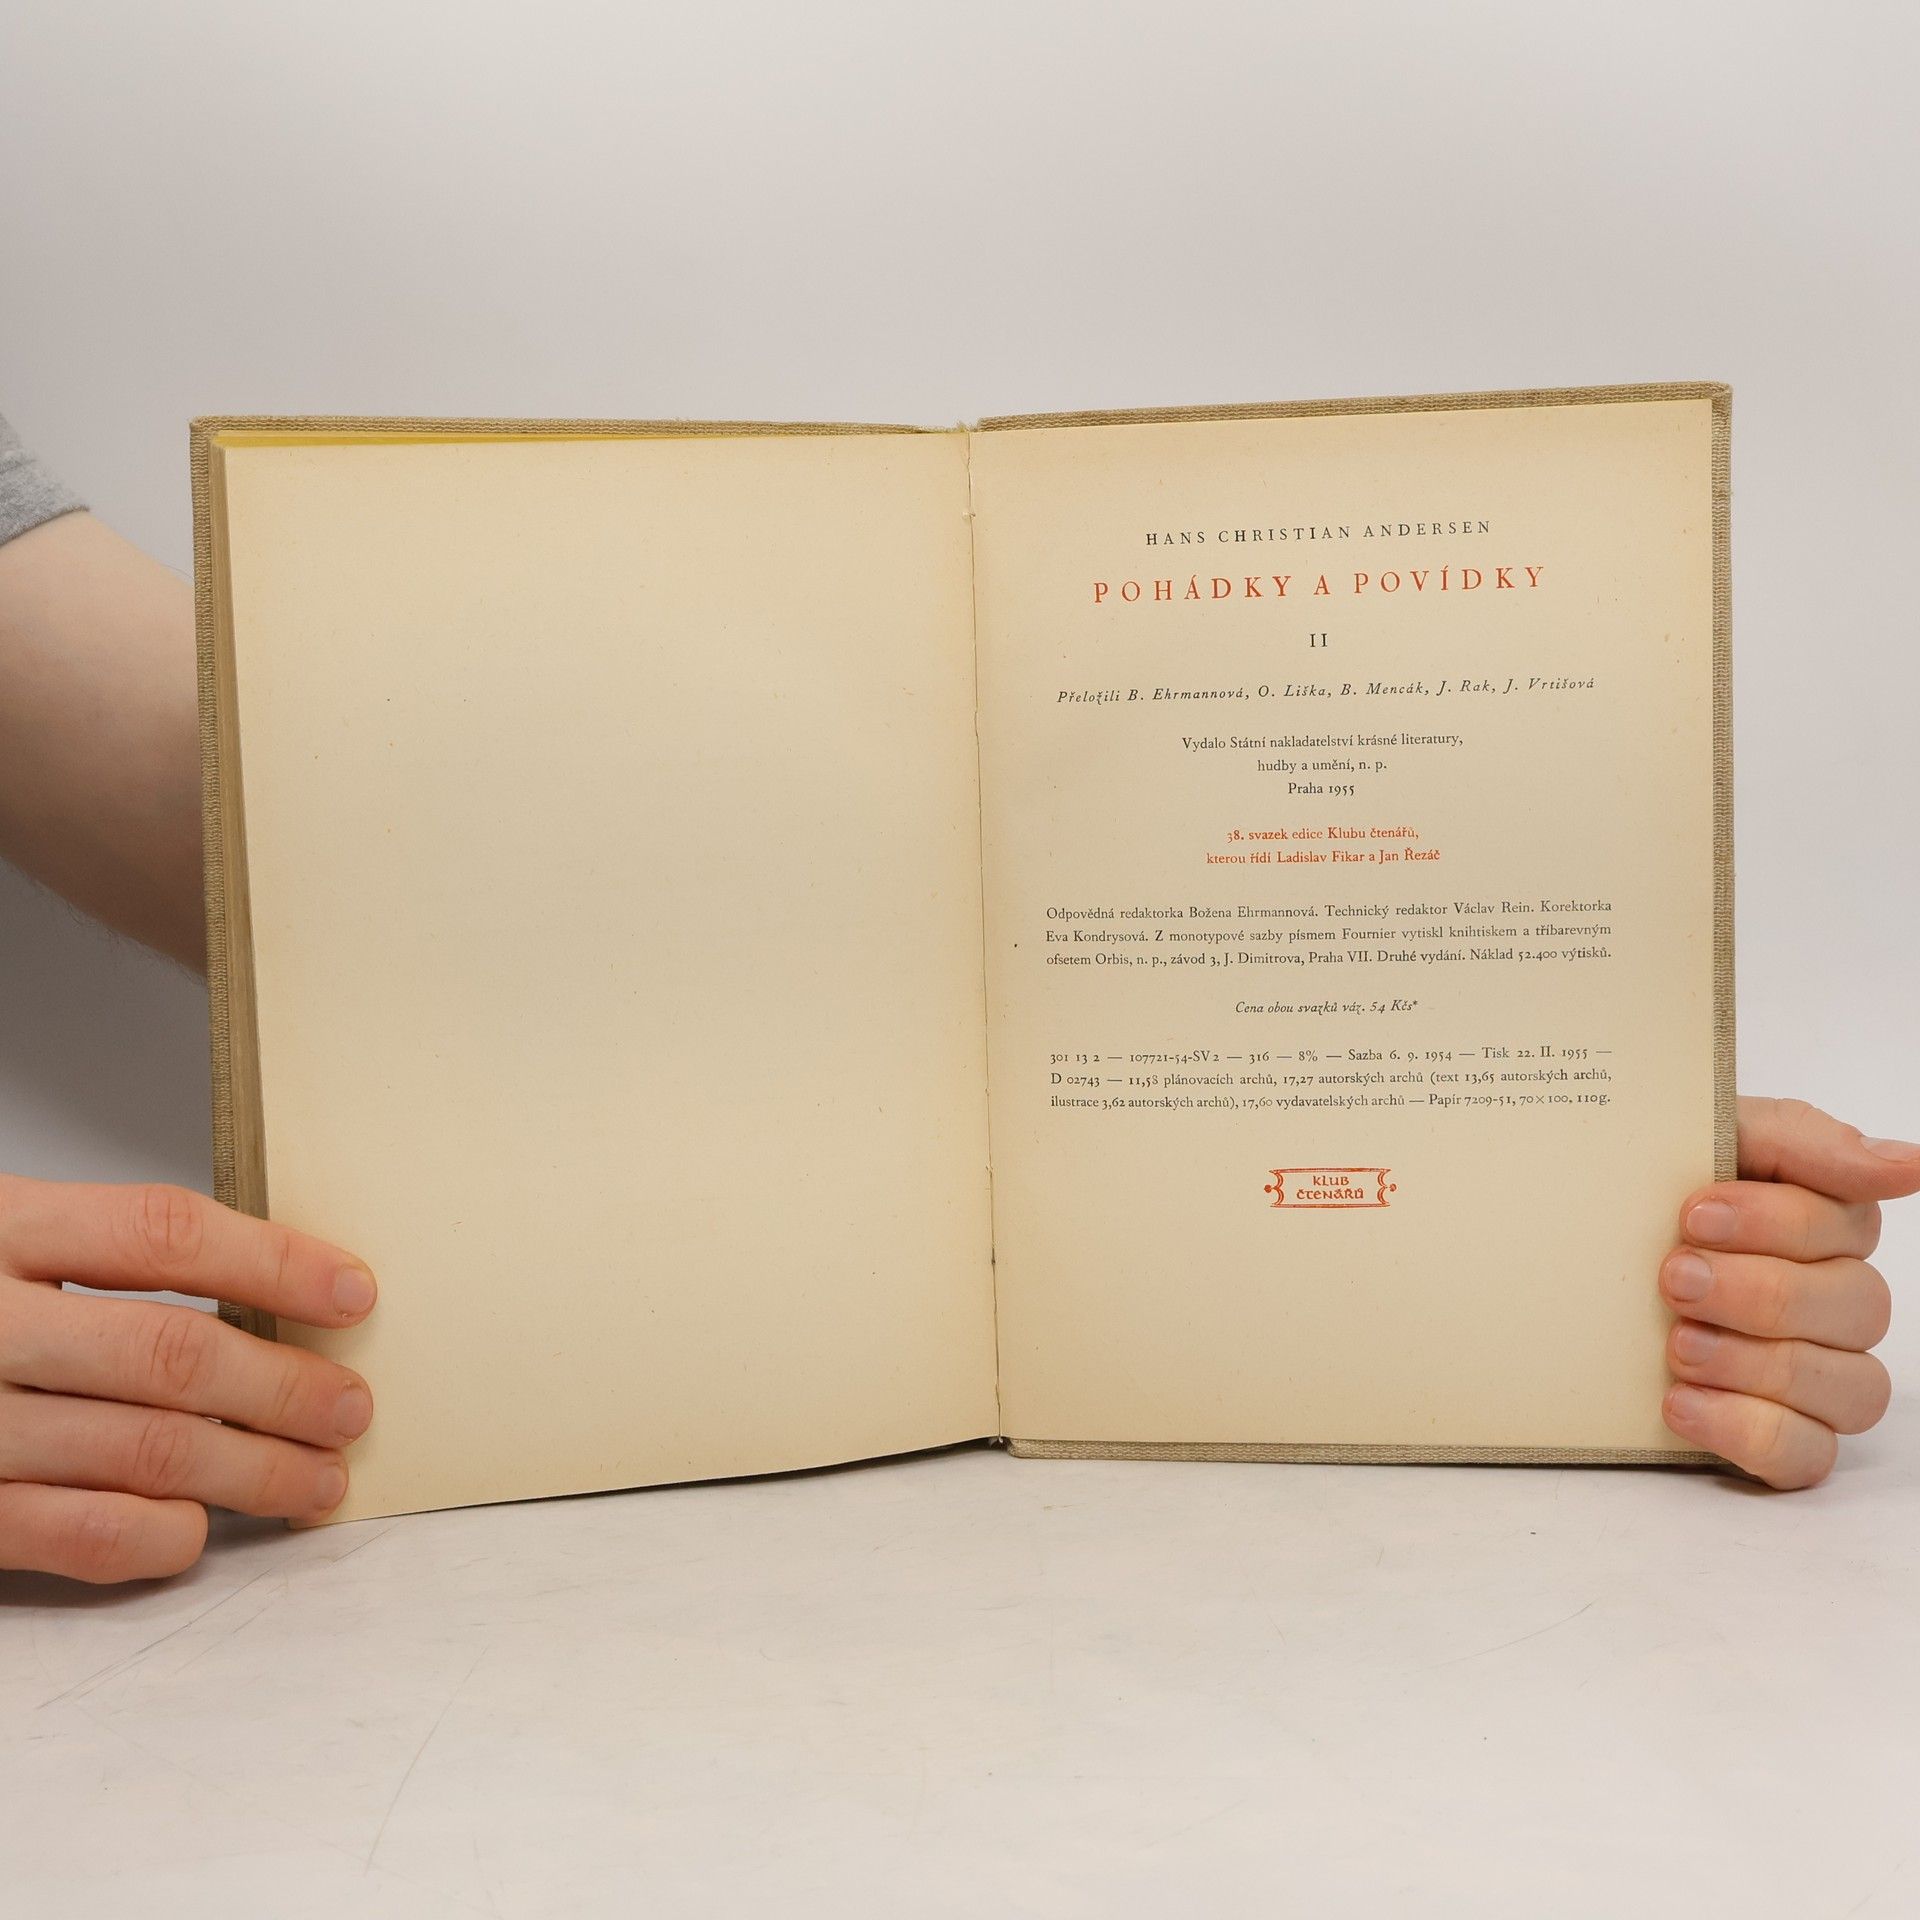 HANS CHRISTIAN ANDERSEN
POHÁDKY A POVÍDKY
II
Přeložili B. Ehrmannová, O. Liška, B. Mencák, J. Rak, J. Vrtišová
Vydalo Státní nakladatelství krásné literatury,
hudby a umění, n. p.
Praha 1955
38. svazek edice Klubu čtenářů,
kterou řídí Ladislav Fikar a Jan Řezáč
Odpovědná redaktorka Božena Ehrmannová. Technický redaktor Václav Rein. Korektorka
Eva Kondrysová. Z monotypové sazby písmem Fournier vytiskl knihtiskem a tříbarevným
ofsetem Orbis, n. p., závod 3, J. Dimitrova, Praha VII. Druhé vydání. Náklad 52.400 výtisků.
Cena obou svazků váz. 54 Kčs*
301 13 2 — 107721-54-SV2 — 316 — 8% — Sazba 6. 9. 1954 — Tisk 22. II. 1955 —
D 02743 — 11,58 plánovacích archů, 17,27 autorských archů (text 13,65 autorských archů,
ilustrace 3,62 autorských archů), 17,60 vydavatelských archů — Papír 7209-51, 70×100, 110g.
KLUB
ČTENÁŘŮ